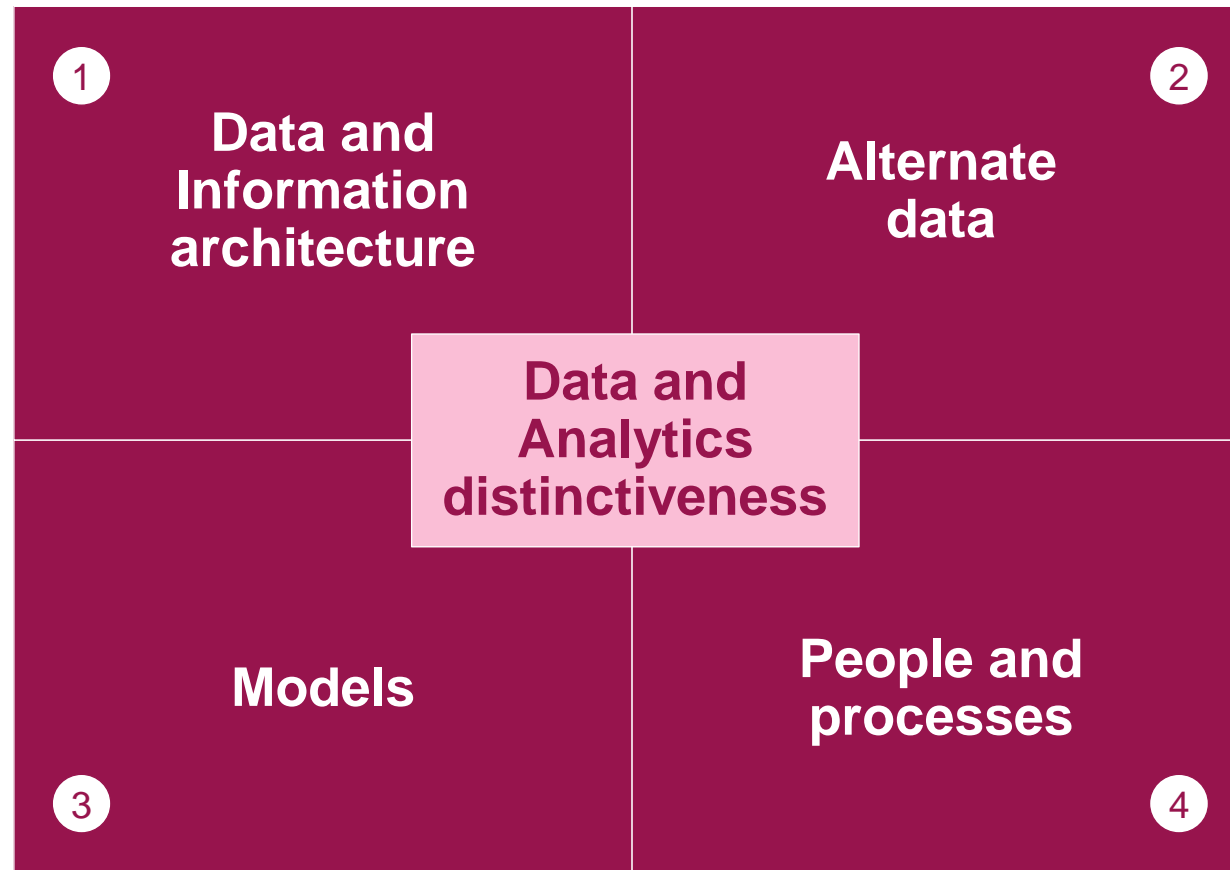 1
Data and
Information
architecture
2
Alternate
data
Data and
Analytics
distinctiveness
3
Models
People and
processes
4